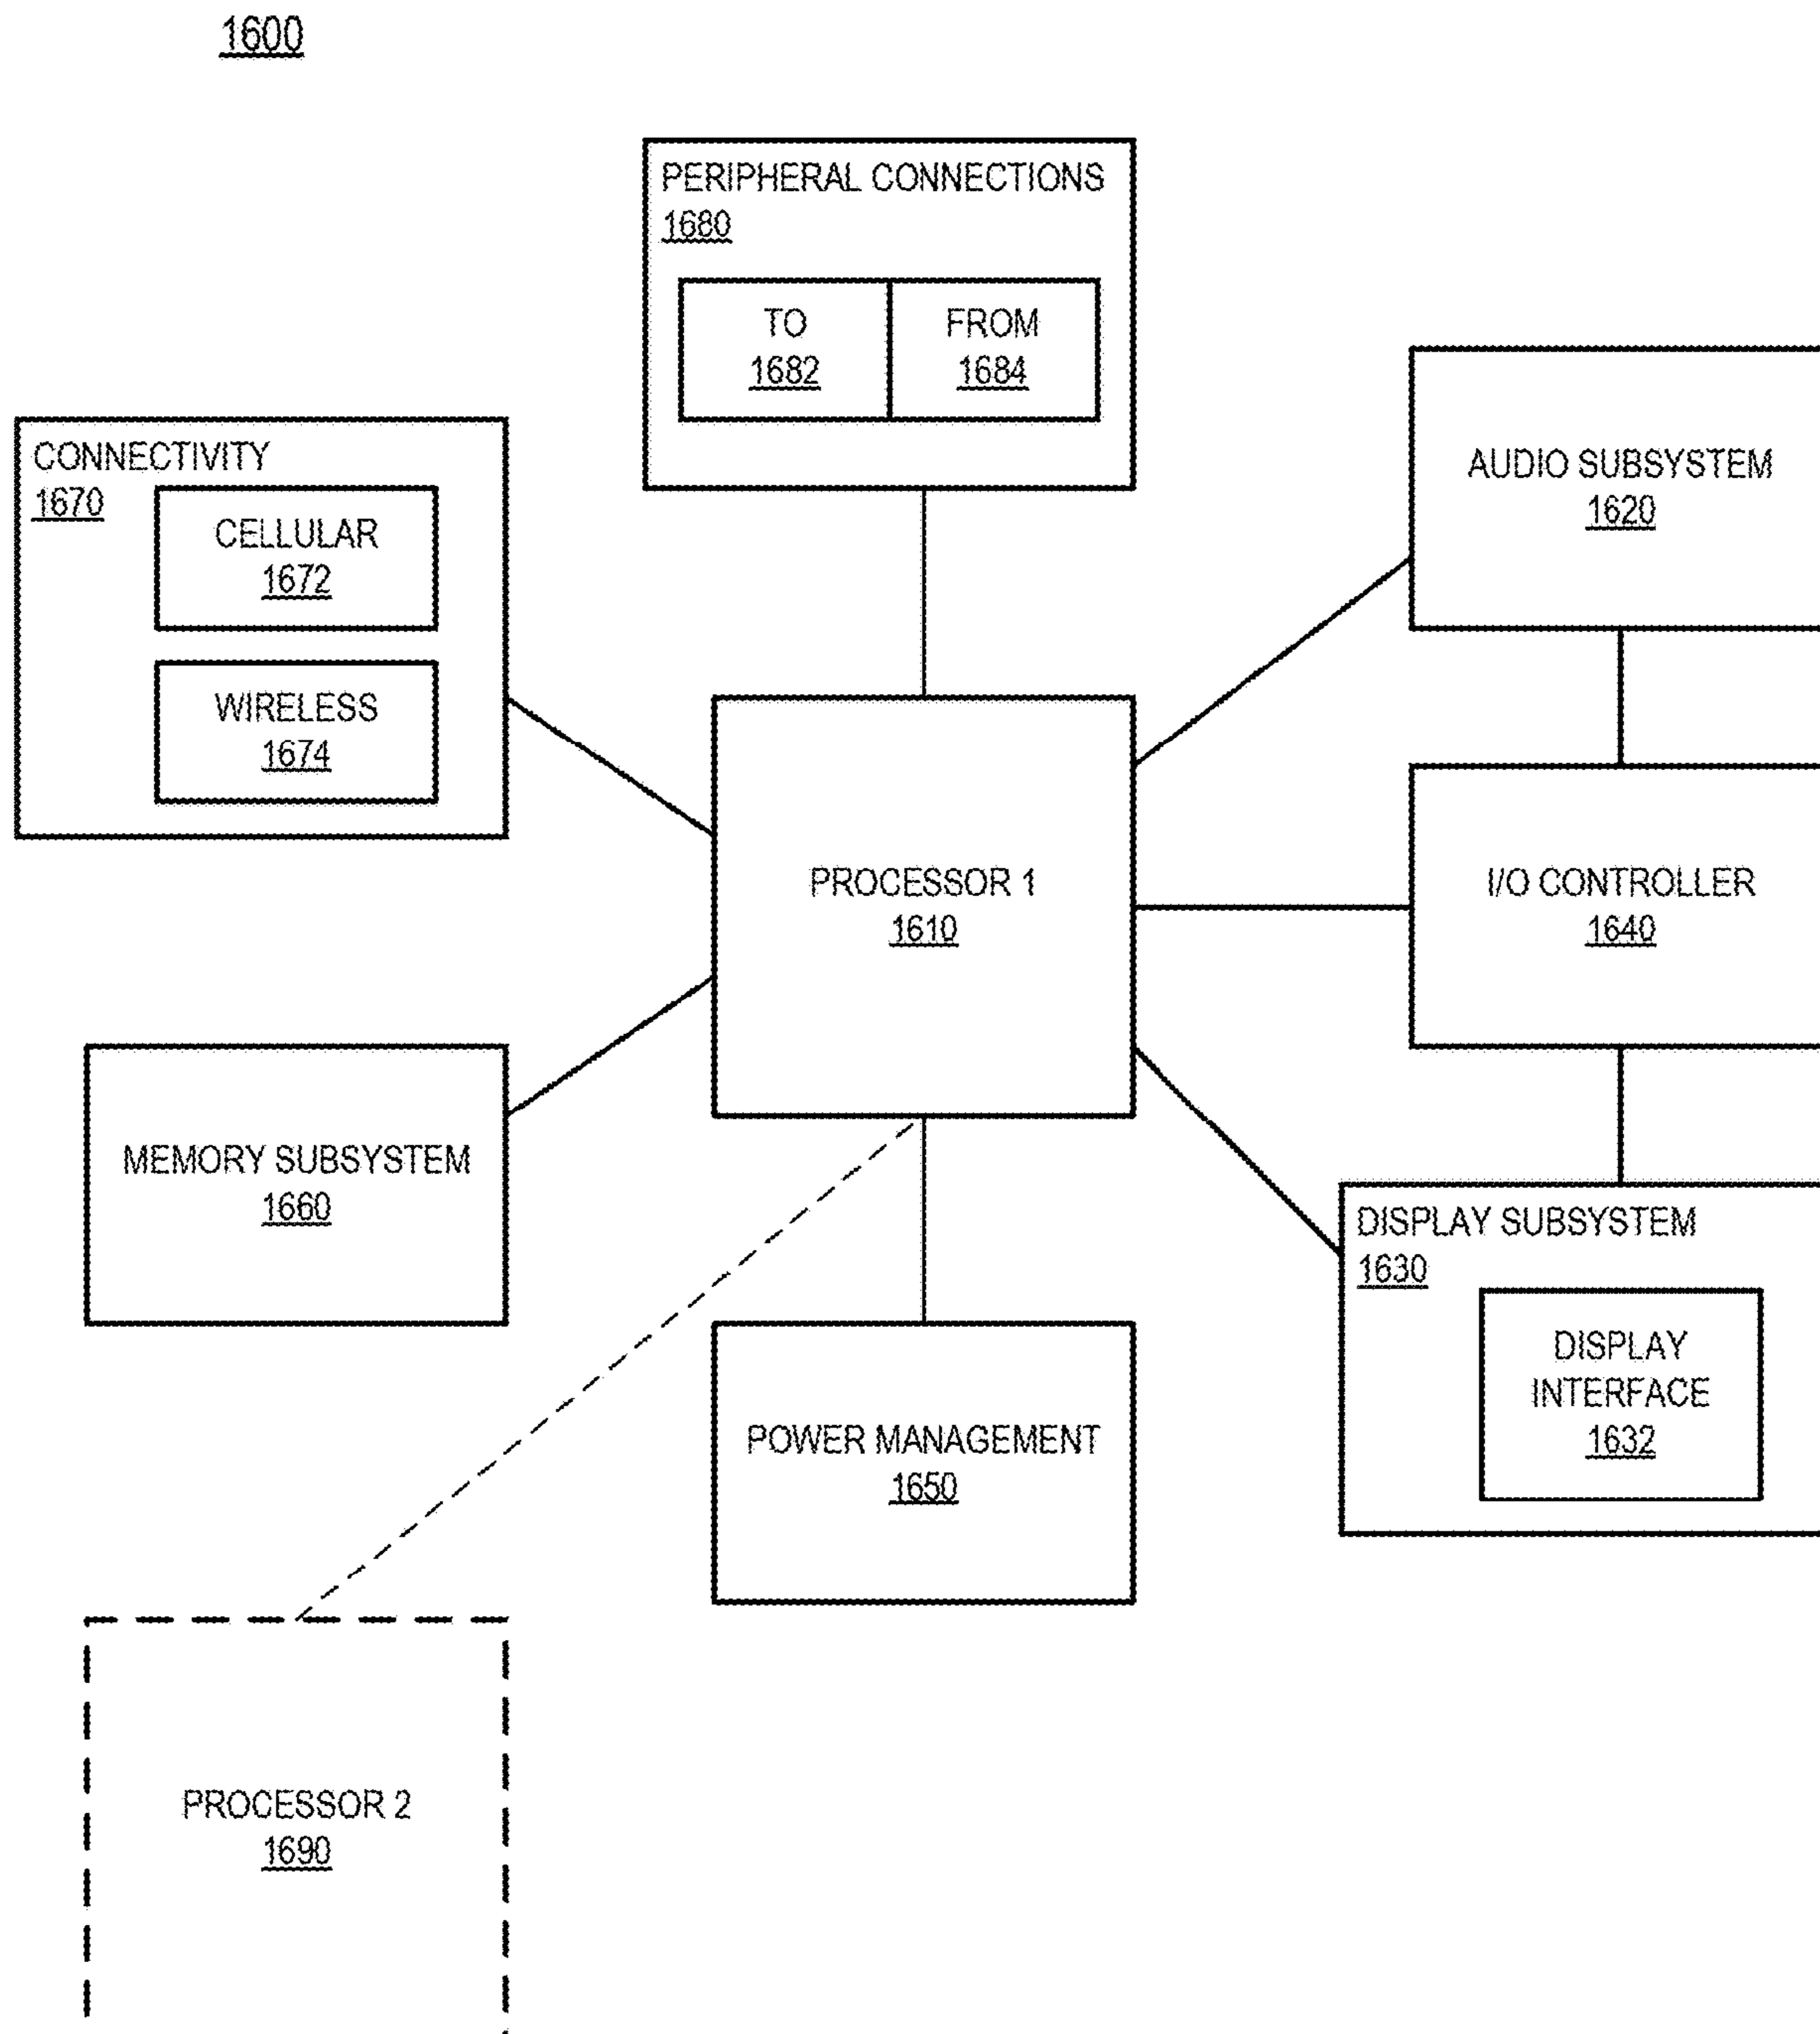 1600
PERIPHERAL CONNECTIONS
1680
TO
1682
FROM
1684
CONNECTIVITY
1670
CELLULAR
1672
WIRELESS
1674
AUDIO SUBSYSTEM
1620
PROCESSOR 1
1610
I/O CONTROLLER
1640
MEMORY SUBSYSTEM
1660
DISPLAY SUBSYSTEM
1630
DISPLAY
INTERFACE
1632
POWER MANAGEMENT
1650
PROCESSOR 2
1690